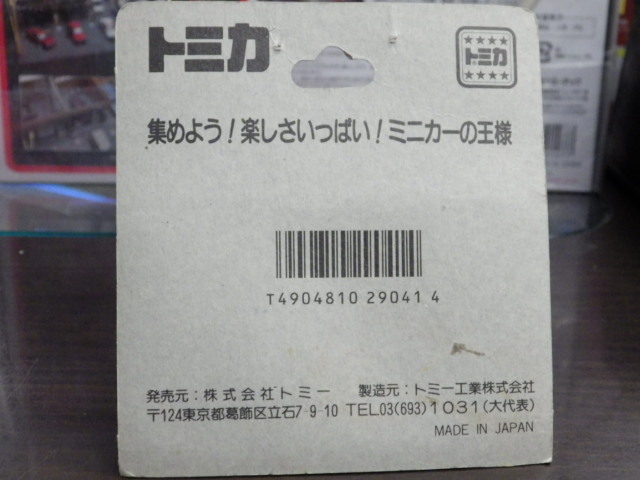 トミカ
★★★★
トミカ
★★★★
集めよう！楽しさいっぱい！ミニカーの王様
T4904810 29041 4
発売元：株式会社トミー 製造元：トミー工業株式会社
〒124東京都葛飾区立石7 9 10 TEL03(693)1031(大代表)
MADE IN JAPAN